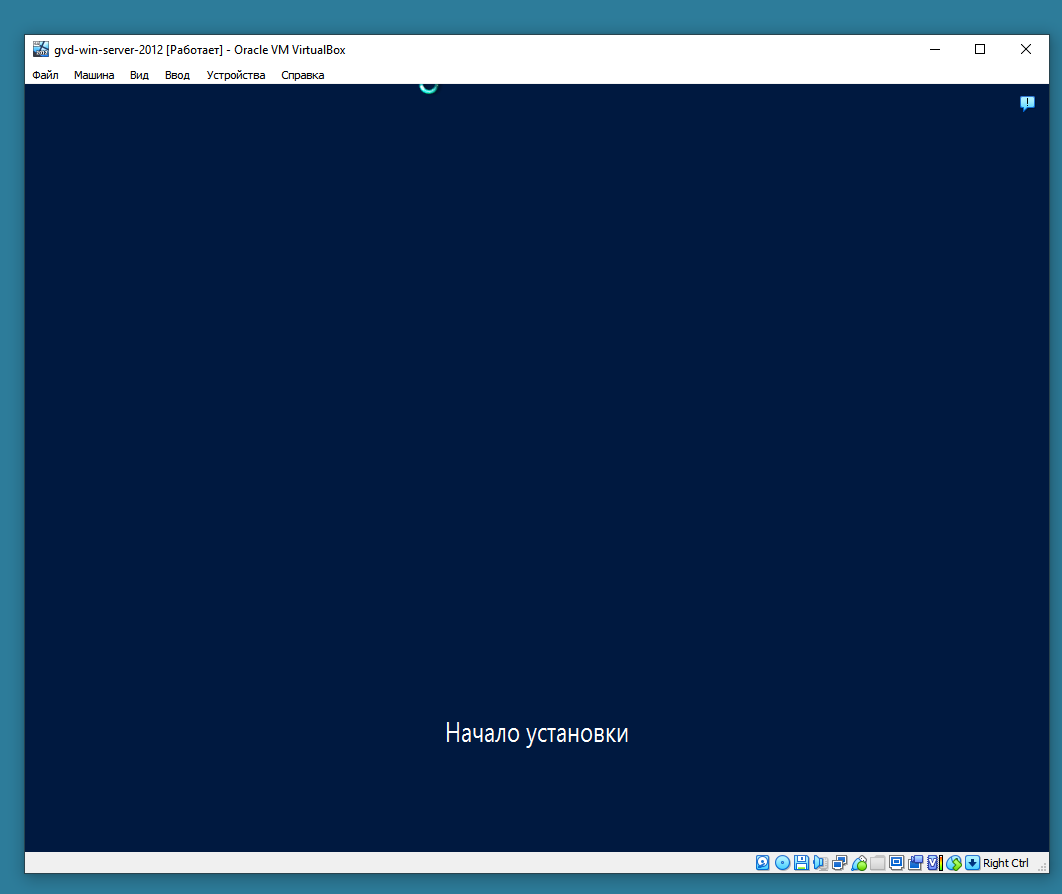 gvd-win-server-2012 [Работает] - Oracle VM VirtualBox
Файл Машина Вид Ввод Устройства Справка
Начало установки
Right Ctrl